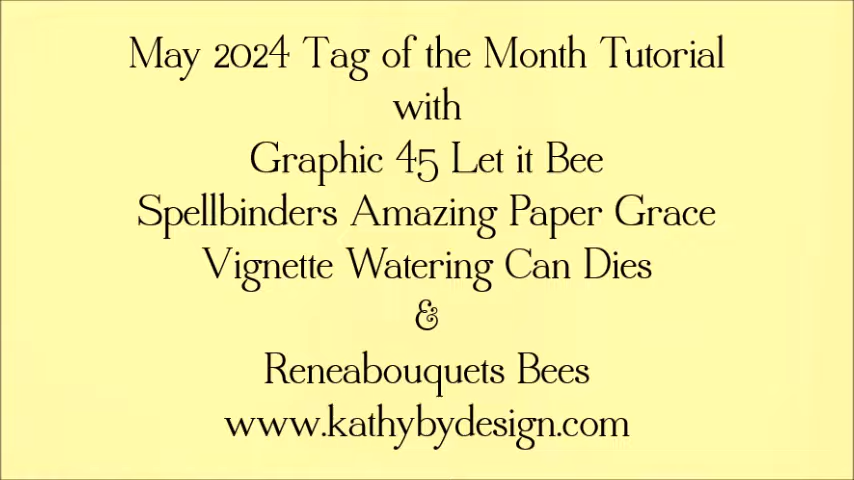 May 2024 Tag of the Month Tutorial
with
Graphic 45 Let it Bee
Spellbinders Amazing Paper Grace
Vignette Watering Can Dies
&
Reneabouquets Bees
www.kathybydesign.com